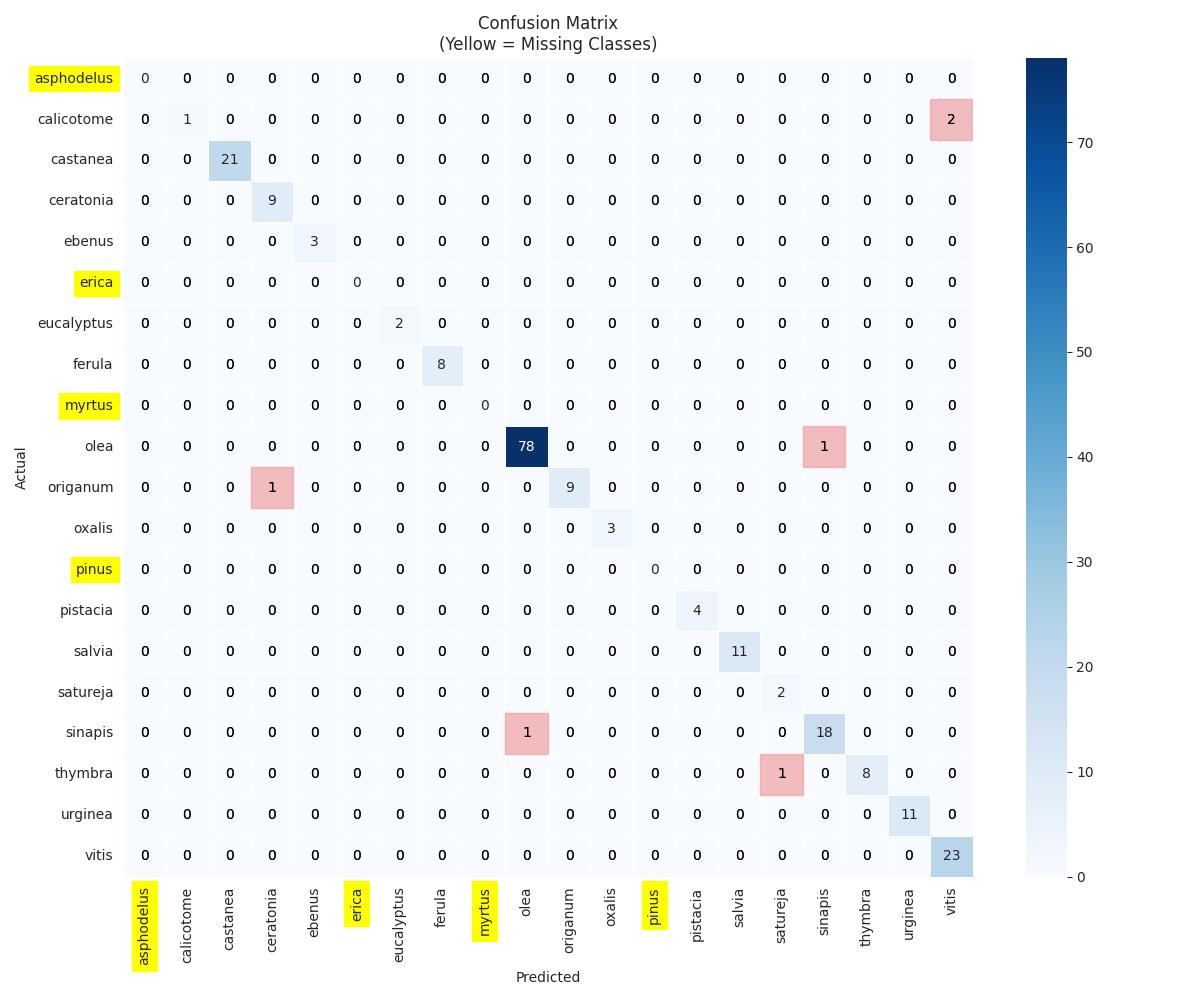 Confusion Matrix
(Yellow = Missing Classes)
asphodelus 0 0 0 0 0 0 0 0 0 0 0 0 0 0 0 0 0 0 0 0
calicotome 0 1 0 0 0 0 0 0 0 0 0 0 0 0 0 0 0 0 0 2
castanea 0 0 21 0 0 0 0 0 0 0 0 0 0 0 0 0 0 0 0 0
ceratonia 0 0 0 9 0 0 0 0 0 0 0 0 0 0 0 0 0 0 0 0
ebenus 0 0 0 0 3 0 0 0 0 0 0 0 0 0 0 0 0 0 0 0
erica 0 0 0 0 0 0 0 0 0 0 0 0 0 0 0 0 0 0 0 0
eucalyptus 0 0 0 0 0 0 2 0 0 0 0 0 0 0 0 0 0 0 0 0
ferula 0 0 0 0 0 0 0 8 0 0 0 0 0 0 0 0 0 0 0 0
myrtus 0 0 0 0 0 0 0 0 0 0 0 0 0 0 0 0 0 0 0 0
olea 0 0 0 0 0 0 0 0 0 78 0 0 0 0 0 0 1 0 0 0
origanum 0 0 0 1 0 0 0 0 0 0 9 0 0 0 0 0 0 0 0 0
oxalis 0 0 0 0 0 0 0 0 0 0 0 3 0 0 0 0 0 0 0 0
pinus 0 0 0 0 0 0 0 0 0 0 0 0 0 0 0 0 0 0 0 0
pistacia 0 0 0 0 0 0 0 0 0 0 0 0 0 4 0 0 0 0 0 0
salvia 0 0 0 0 0 0 0 0 0 0 0 0 0 0 11 0 0 0 0 0
satureja 0 0 0 0 0 0 0 0 0 0 0 0 0 0 0 2 0 0 0 0
sinapis 0 0 0 0 0 0 0 0 0 1 0 0 0 0 0 0 18 0 0 0
thymbra 0 0 0 0 0 0 0 0 0 0 0 0 0 0 0 1 0 8 0 0
urginea 0 0 0 0 0 0 0 0 0 0 0 0 0 0 0 0 0 0 11 0
vitis 0 0 0 0 0 0 0 0 0 0 0 0 0 0 0 0 0 0 0 23
Actual
asphodelus calicotome castanea ceratonia ebenus erica eucalyptus ferula myrtus olea origanum oxalis pinus pistacia salvia satureja sinapis thymbra urginea vitis
Predicted
70
60
50
40
30
20
10
0